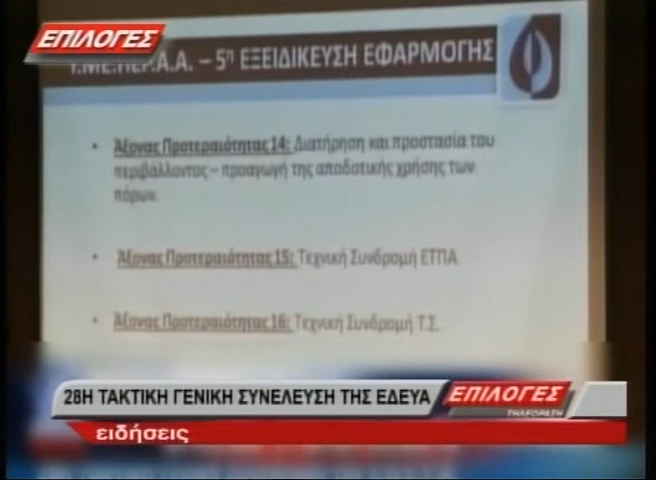 ΕΠΙΛΟΓΕΣ
Υ.ΜΕ.ΠΕΡ.Α.Α. – 5η ΕΞΕΙΔΙΚΕΥΣΗ ΕΦΑΡΜΟΓΗΣ
• Άξονας Προτεραιότητας 14: Διατήρηση και προστασία του
περιβάλλοντος – προαγωγή της αποδοτικής χρήσης των
πόρων.
• Άξονας Προτεραιότητας 15: Τεχνική Συνδρομή ΕΤΠΑ
• Άξονας Προτεραιότητας 16: Τεχνική Συνδρομή Τ.Σ.
28Η ΤΑΚΤΙΚΗ ΓΕΝΙΚΗ ΣΥΝΕΛΕΥΣΗ ΤΗΣ ΕΔΕΥΑ
ΕΠΙΛΟΓΕΣ
ΤΗΛΕΟΡΑΣΗ
ειδήσεις